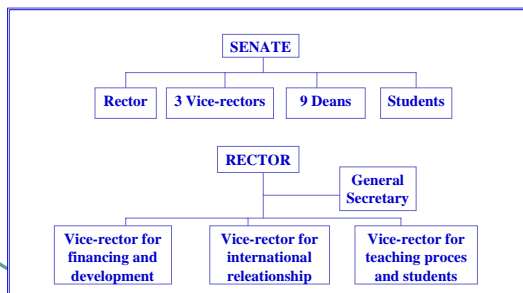 SENATE
Rector
3 Vice-rectors
9 Deans
Students
RECTOR
General
Secretary
Vice-rector for
financing and
development
Vice-rector for
international
releationship
Vice-rector for
teaching proces
and students